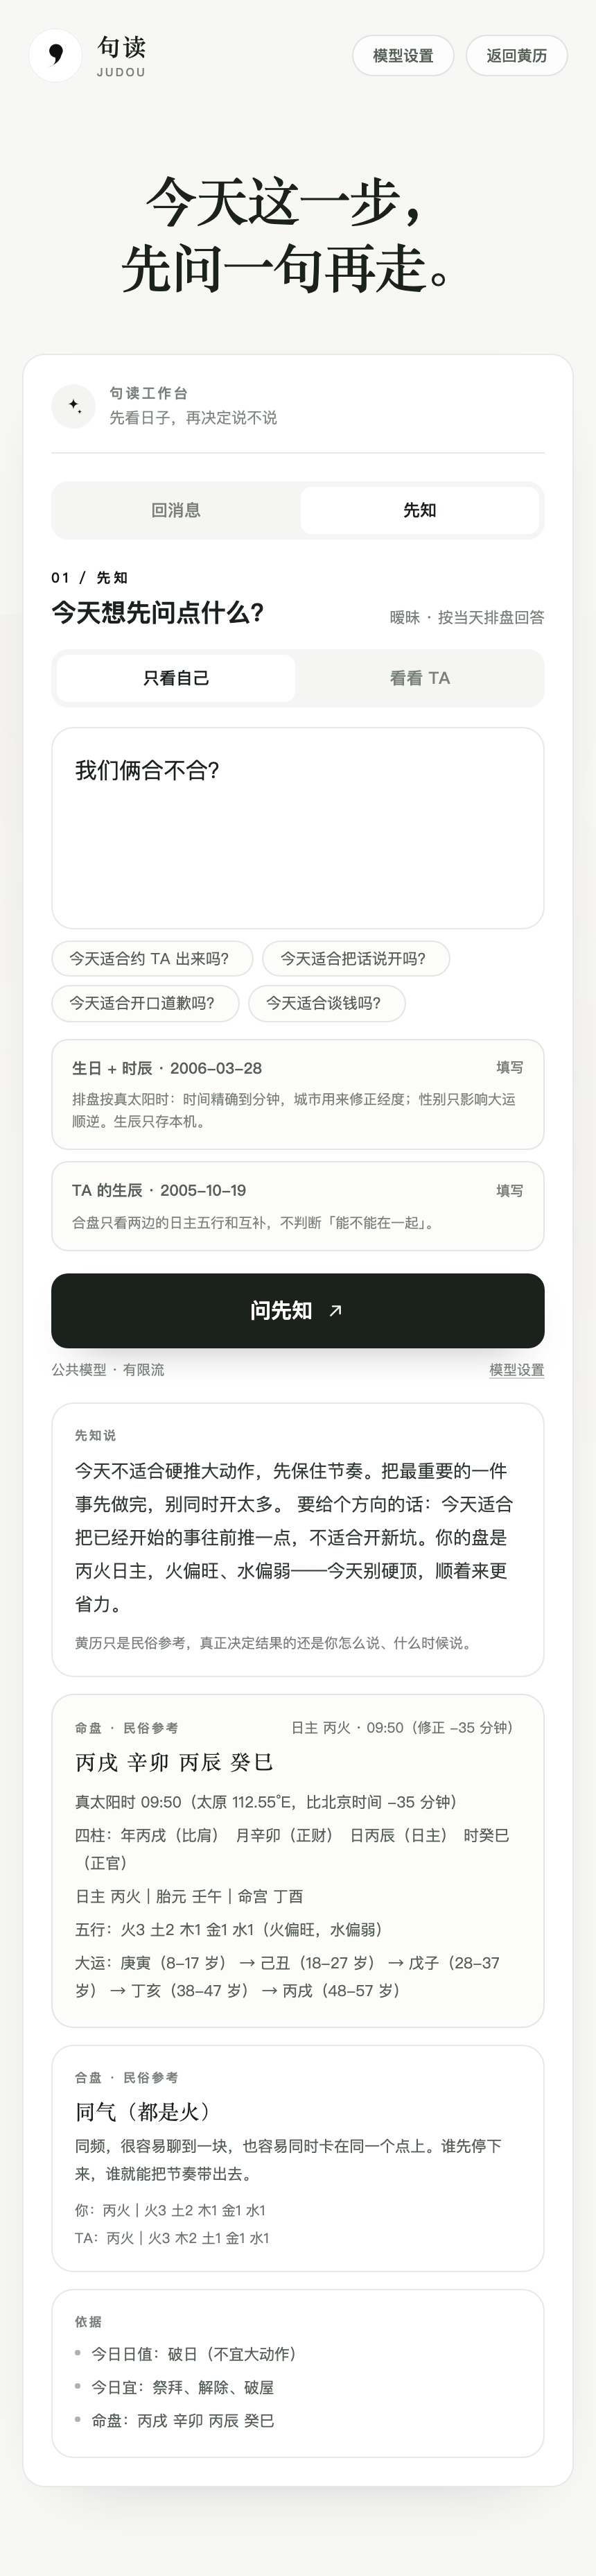 句读
JUDOU
模型设置
返回黄历
今天这一步，
先问一句再走。
句读工作台
先看日子，再决定说不说
回消息
先知
01 / 先知
今天想先问点什么？
暧昧 · 按当天排盘回答
只看自己
看看 TA
我们俩合不合？
今天适合约 TA 出来吗？
今天适合把话说开吗？
今天适合开口道歉吗？
今天适合谈钱吗？
生日 + 时辰 · 2006-03-28
填写
排盘按真太阳时：时间精确到分钟，城市用来修正经度；性别只影响大运
顺逆。生辰只存本机。
TA 的生辰 · 2005-10-19
填写
合盘只看两边的日主五行和互补，不判断「能不能在一起」。
问先知 ↗
公共模型 · 有限流
模型设置
先知说
今天不适合硬推大动作，先保住节奏。把最重要的一件
事先做完，别同时开太多。 要给个方向的话：今天适合
把已经开始的事往前推一点，不适合开新坑。你的盘是
丙火日主，火偏旺、水偏弱——今天别硬顶，顺着来更
省力。
黄历只是民俗参考，真正决定结果的还是你怎么说、什么时候说。
命盘 · 民俗参考
日主 丙火 · 09:50（修正 -35 分钟）
丙戌 辛卯 丙辰 癸巳
真太阳时 09:50（太原 112.55°E，比北京时间 -35 分钟）
四柱：年丙戌（比肩） 月辛卯（正财） 日丙辰（日主） 时癸巳
（正官）
日主 丙火｜胎元 壬午｜命宫 丁酉
五行：火3 土2 木1 金1 水1（火偏旺，水偏弱）
大运：庚寅（8-17 岁） → 己丑（18-27 岁） → 戊子（28-37
岁） → 丁亥（38-47 岁） → 丙戌（48-57 岁）
合盘 · 民俗参考
同气（都是火）
同频，很容易聊到一块，也容易同时卡在同一个点上。谁先停下
来，谁就能把节奏带出去。
你：丙火｜火3 土2 木1 金1 水1
TA：丙火｜火3 木2 土1 金1 水1
依据
今日日值：破日（不宜大动作）
今日宜：祭拜、解除、破屋
命盘：丙戌 辛卯 丙辰 癸巳